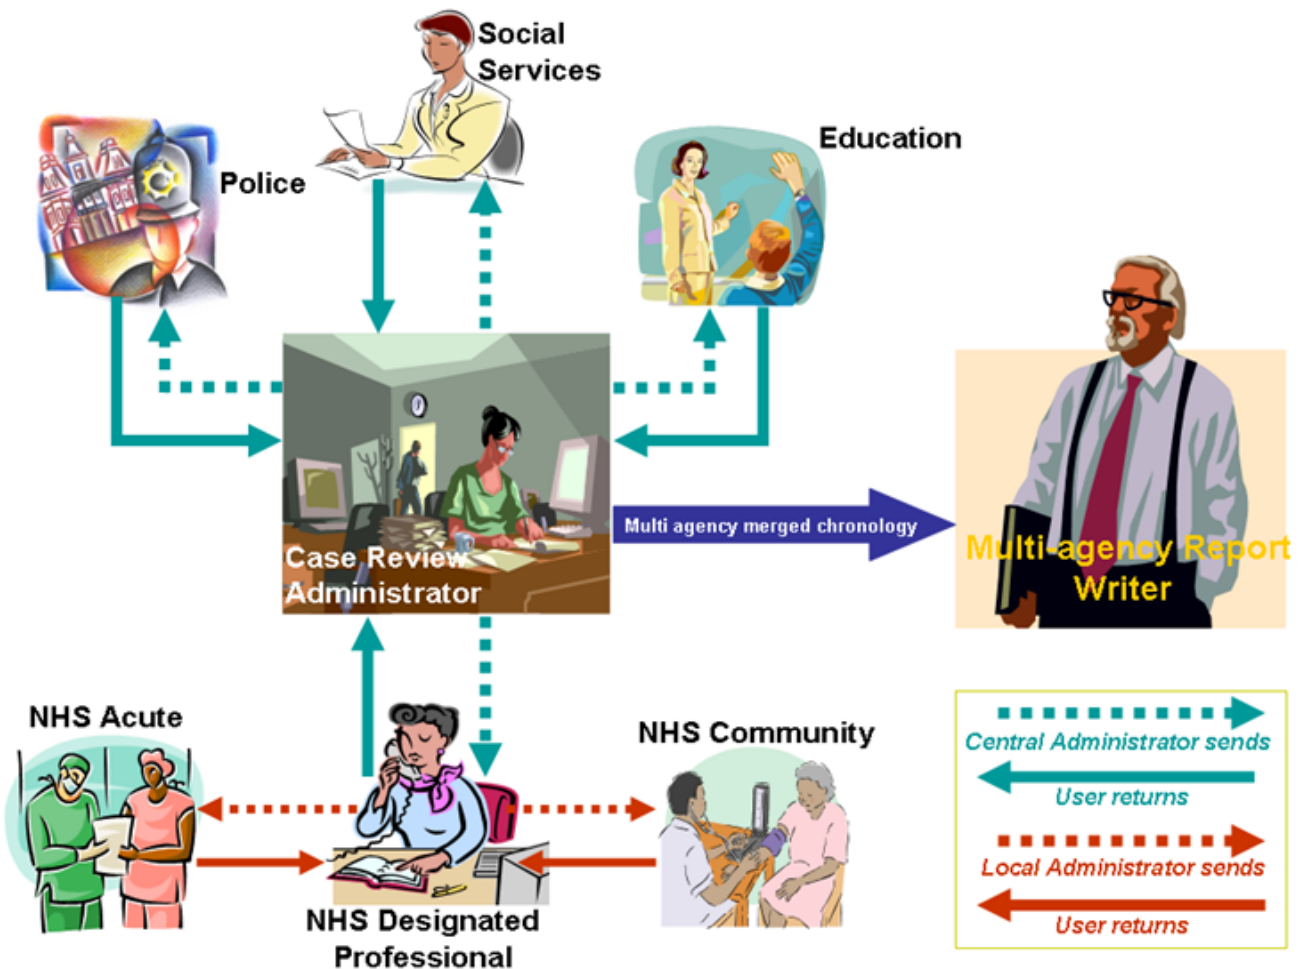 Social
Services
Police
Education
Case Review
Administrator
Multi agency merged chronology
Multi-agency Report
Writer
NHS Acute
NHS Community
NHS Designated
Professional
Central Administrator sends
User returns
Local Administrator sends
User returns